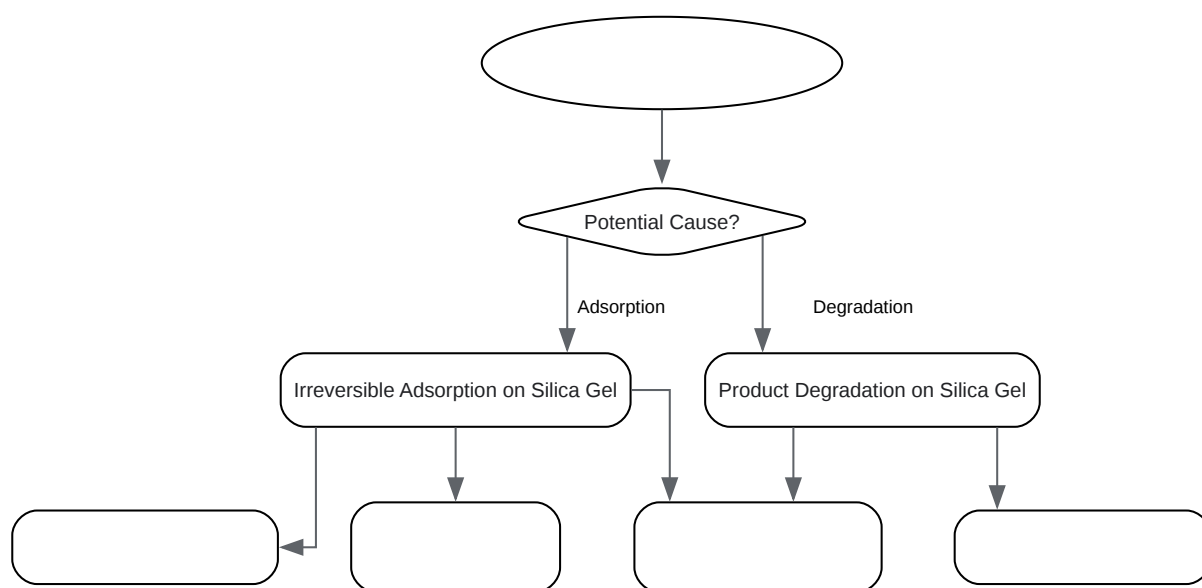 Potential Cause?
Adsorption
Degradation
Irreversible Adsorption on Silica Gel
Product Degradation on Silica Gel